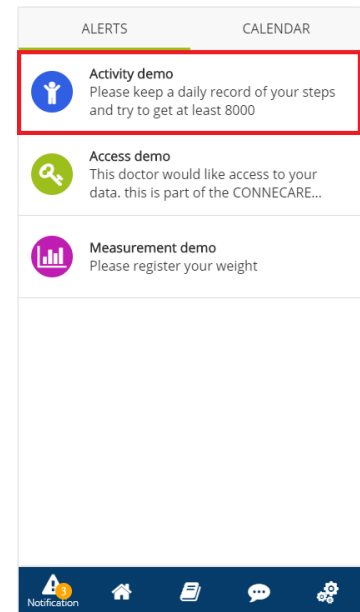 ALERTS CALENDAR
Activity demo
Please keep a daily record of your steps
and try to get at least 8000
Access demo
This doctor would like access to your
data. this is part of the CONNECARE...
Measurement demo
Please register your weight
3
Notification